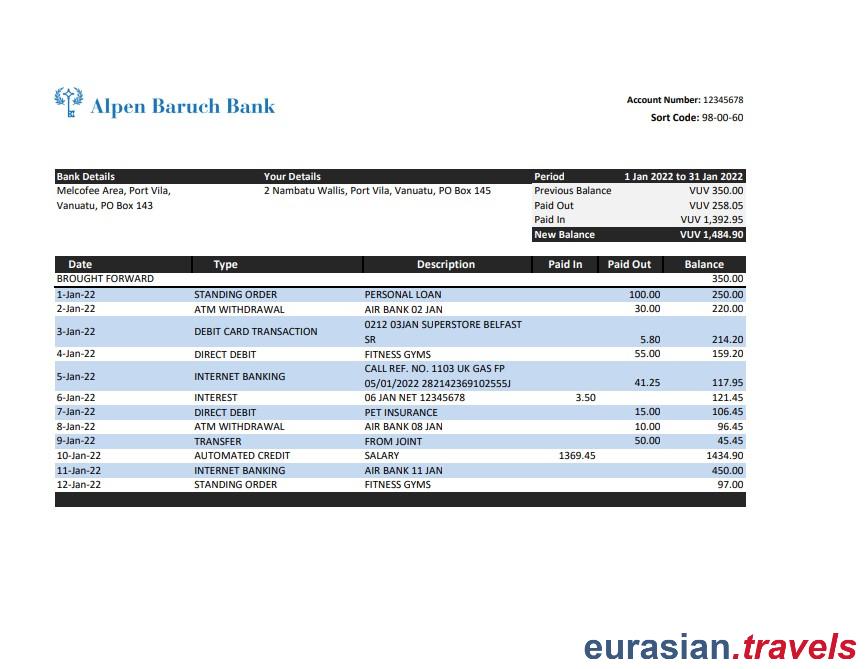 Alpen Baruch Bank
Account Number: 12345678
Sort Code: 98-00-60
Bank Details Your Details Period 1 Jan 2022 to 31 Jan 2022
Melcofee Area, Port Vila, 2 Nambatu Wallis, Port Vila, Vanuatu, PO Box 145 Previous Balance VUV 350.00
Vanuatu, PO Box 143 Paid Out VUV 258.05
Paid In VUV 1,392.95
New Balance VUV 1,484.90
Date Type Description Paid In Paid Out Balance
BROUGHT FORWARD 350.00
1-Jan-22 STANDING ORDER PERSONAL LOAN 100.00 250.00
2-Jan-22 ATM WITHDRAWAL AIR BANK 02 JAN 30.00 220.00
3-Jan-22 DEBIT CARD TRANSACTION 0212 03JAN SUPERSTORE BELFAST
SR 5.80 214.20
4-Jan-22 DIRECT DEBIT FITNESS GYMS 55.00 159.20
5-Jan-22 INTERNET BANKING CALL REF. NO. 1103 UK GAS FP
05/01/2022 282142369102555J 41.25 117.95
6-Jan-22 INTEREST 06 JAN NET 12345678 3.50 121.45
7-Jan-22 DIRECT DEBIT PET INSURANCE 15.00 106.45
8-Jan-22 ATM WITHDRAWAL AIR BANK 08 JAN 10.00 96.45
9-Jan-22 TRANSFER FROM JOINT 50.00 45.45
10-Jan-22 AUTOMATED CREDIT SALARY 1369.45 1434.90
11-Jan-22 INTERNET BANKING AIR BANK 11 JAN 450.00
12-Jan-22 STANDING ORDER FITNESS GYMS 97.00
eurasian.travels